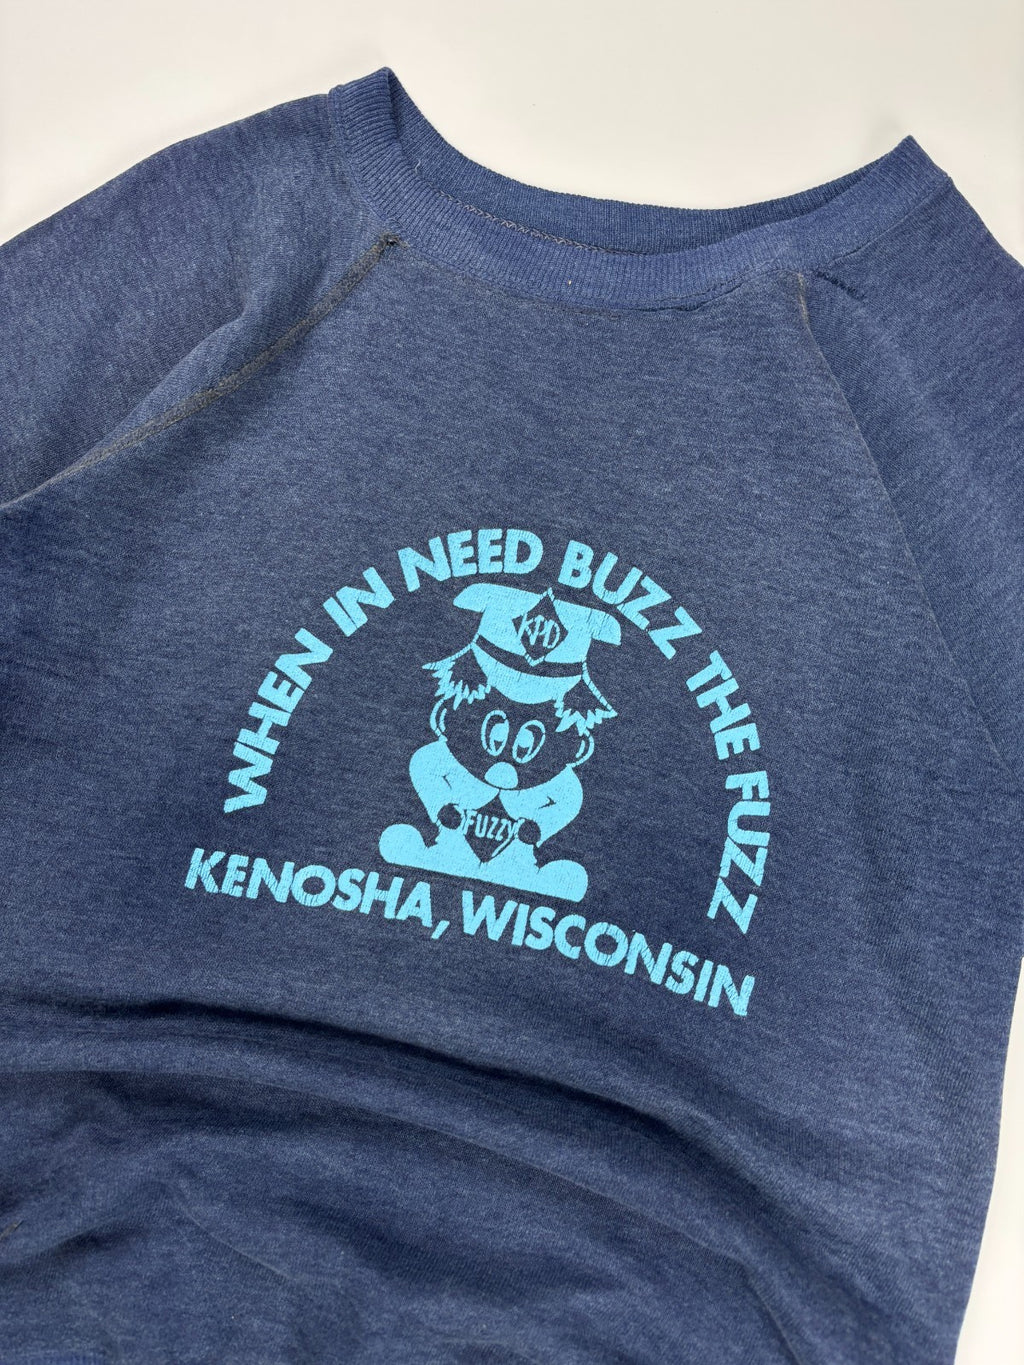 WHEN IN NEED BUZZ THE FUZZ
KPD
FUZZY
KENOSHA, WISCONSIN